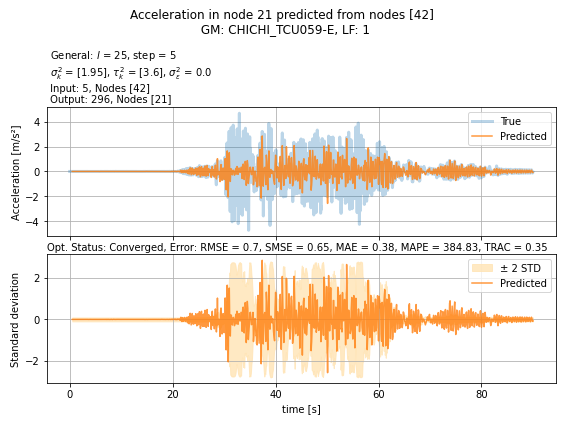 Acceleration in node 21 predicted from nodes [42]
GM: CHICHI_TCU059-E, LF: 1
General: l = 25, step = 5
σ²ₖ = [1.95], τ²ₖ = [3.6], σ²ε = 0.0
Input: 5, Nodes [42]
Output: 296, Nodes [21]
Acceleration [m/s²]
4
2
0
−2
−4
True
Predicted
Opt. Status: Converged, Error: RMSE = 0.7, SMSE = 0.65, MAE = 0.38, MAPE = 384.83, TRAC = 0.35
Standard deviation
2
0
−2
± 2 STD
Predicted
0
20
40
60
80
time [s]